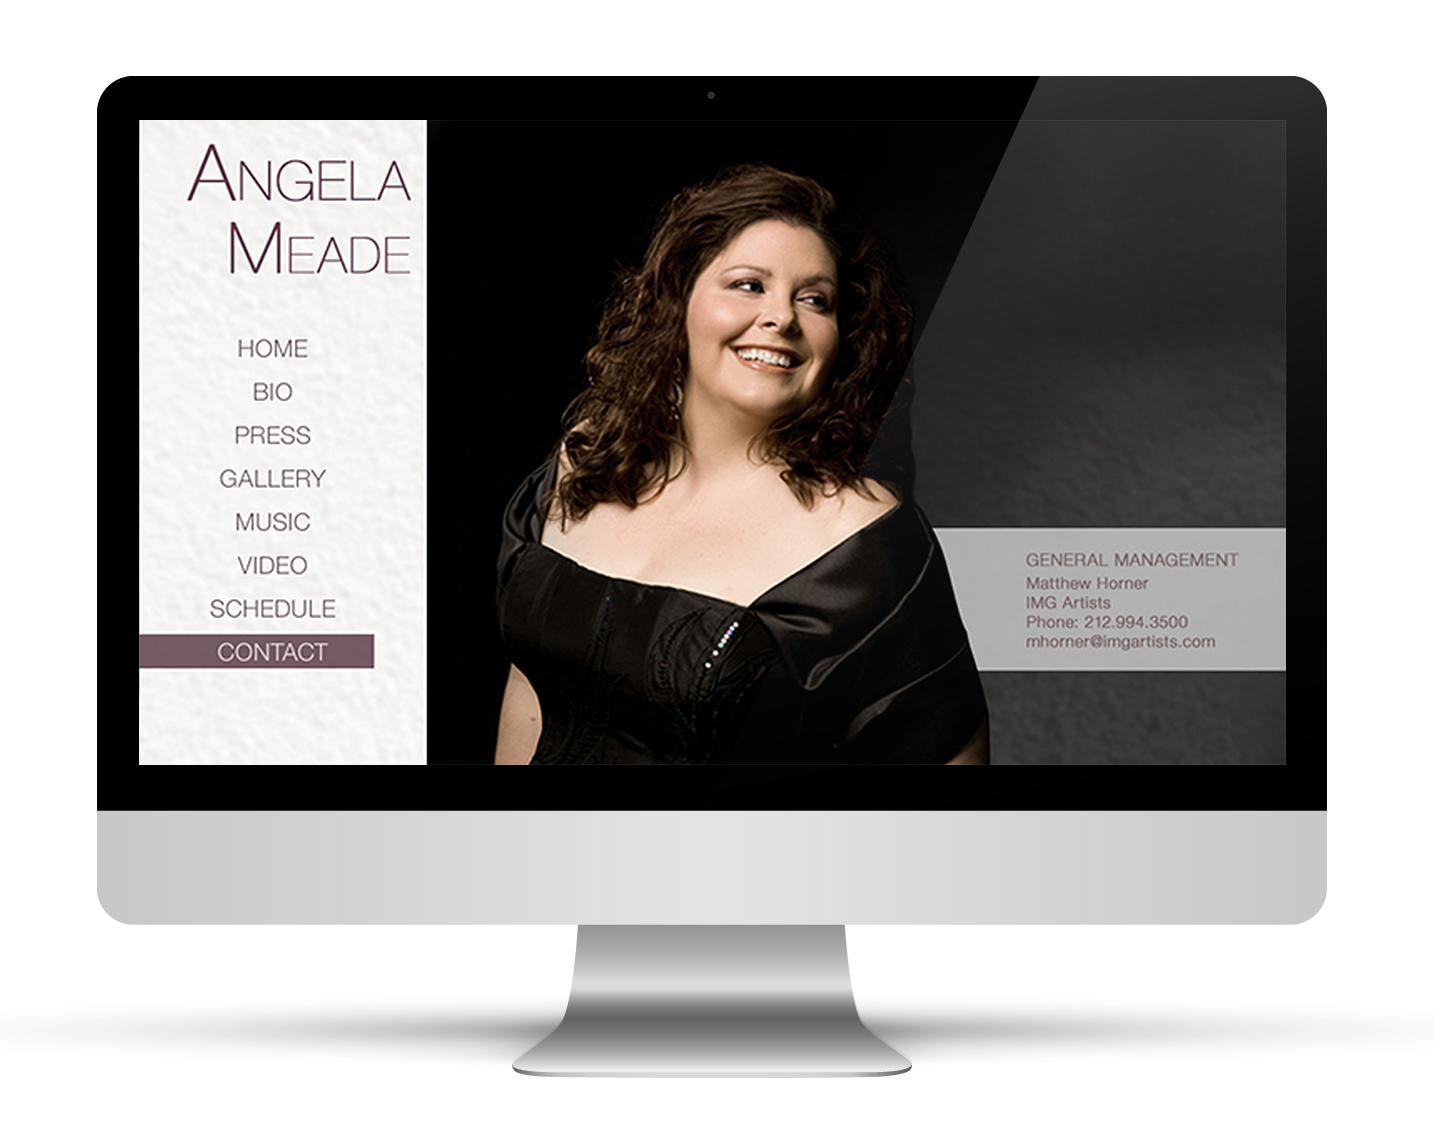 ANGELA
MEADE
HOME
BIO
PRESS
GALLERY
MUSIC
VIDEO
SCHEDULE
CONTACT
GENERAL MANAGEMENT
Matthew Horner
IMG Artists
Phone: 212.994.3500
mhorner@imgartists.com